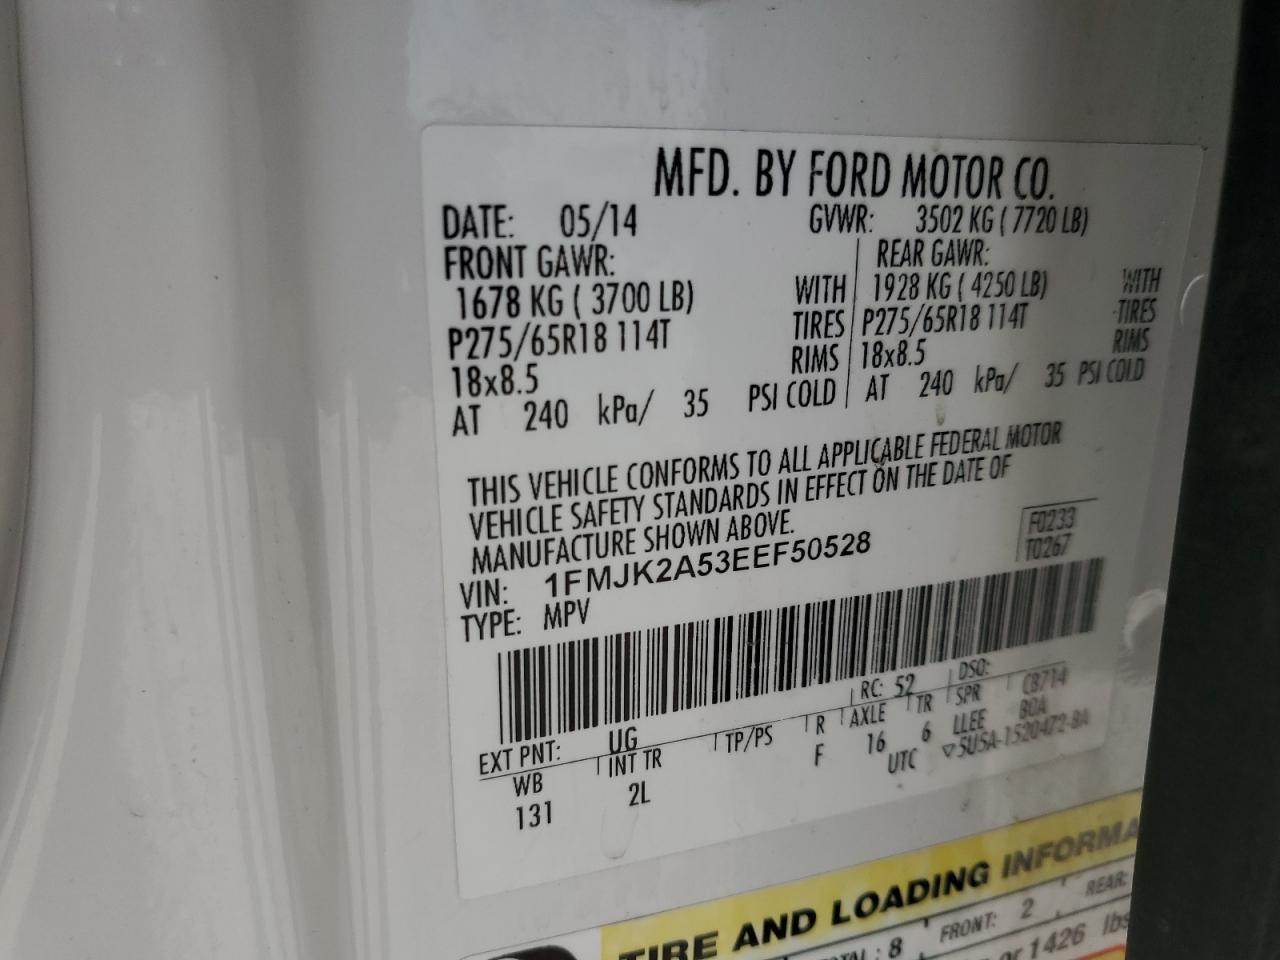 MFD. BY FORD MOTOR CO.
DATE: 05/14 GVWR: 3502 KG ( 7720 LB)
FRONT GAWR: REAR GAWR:
1678 KG ( 3700 LB) WITH 1928 KG ( 4250 LB) WITH
P275/65R18 114T TIRES P275/65R18 114T TIRES
18x8.5 RIMS 18x8.5 RIMS
AT 240 kPa/ 35 PSI COLD AT 240 kPa/ 35 PSI COLD
THIS VEHICLE CONFORMS TO ALL APPLICABLE FEDERAL MOTOR
VEHICLE SAFETY STANDARDS IN EFFECT ON THE DATE OF
MANUFACTURE SHOWN ABOVE.
F0233
T0267
VIN: 1FMJK2A53EEF50528
TYPE: MPV
EXT PNT: UG RC: 52 DSO:
WB INT TR TP/PS R AXLE TR SPR CB714
131 2L F 16 6 LLEE BOA
UTC ▽5U5A-1520472-BA
TIRE AND LOADING INFORMA
: 8 FRONT: 2 REAR:
or 1426 lbs